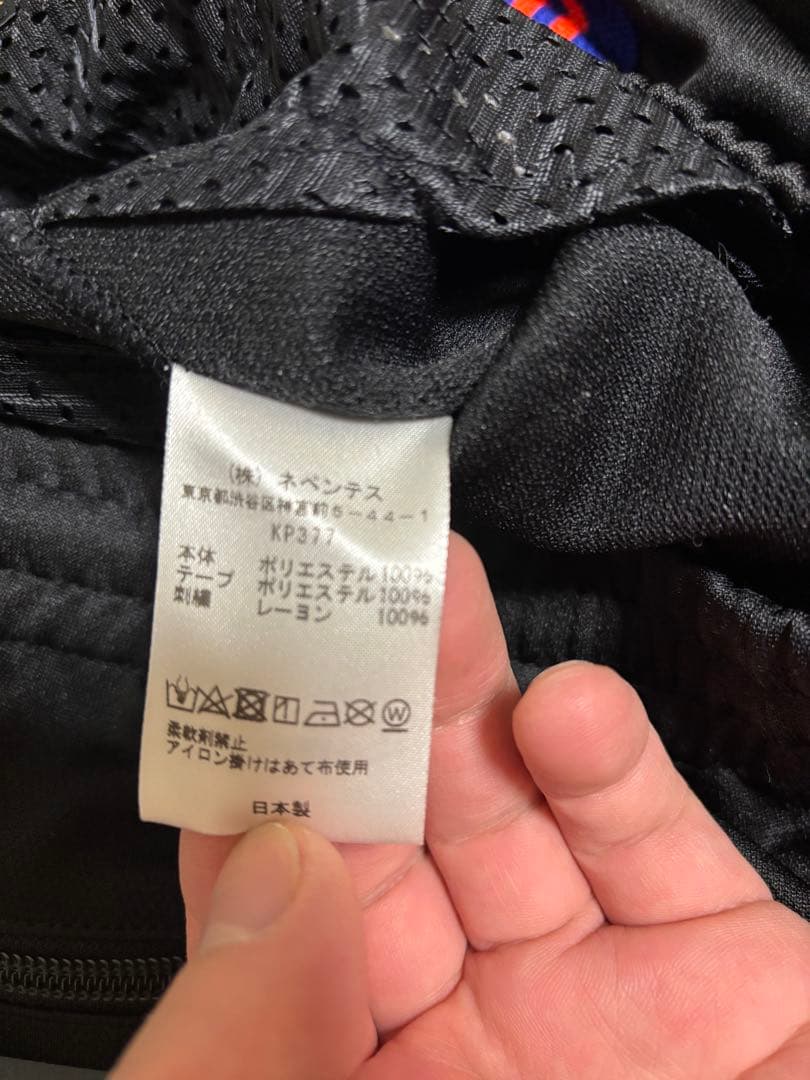 (株) ネペンテス
東京都渋谷区神宮前5-44-1
KP377
本体 ポリエステル100%
テープ ポリエステル100%
刺繍 レーヨン 100%
W
柔軟剤禁止
アイロン掛けはあて布使用
日本製